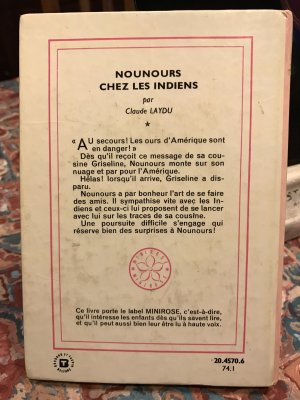 NOUNOURS
CHEZ LES INDIENS
par
Claude LAYDU
★
« AU secours! Les ours d'Amérique sont
en danger! »
Dès qu'il reçoit ce message de sa cou-
sine Griseline, Nounours monte sur son
nuage et par pour l'Amérique.
Hélas! lorsqu'il arrive, Griseline a dis-
paru.
Nounours a par bonheur l'art de se faire
des amis. Il sympathise vite avec les In-
diens et ceux-ci lui proposent de se lancer
avec lui sur les traces de sa cousine.
Une poursuite difficile s'engage qui
réserve bien des surprises à Nounours!
Ce livre porte le label MINIROSE, c'est-à-dire,
qu'il intéresse les enfants dès qu'ils savent lire,
et qu'il peut aussi bien leur être lu à haute voix.
20.4570.6
74.1